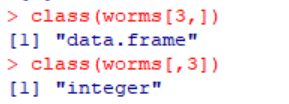 > class(worms[3,])
[1] "data.frame"
> class(worms[,3])
[1] "integer"